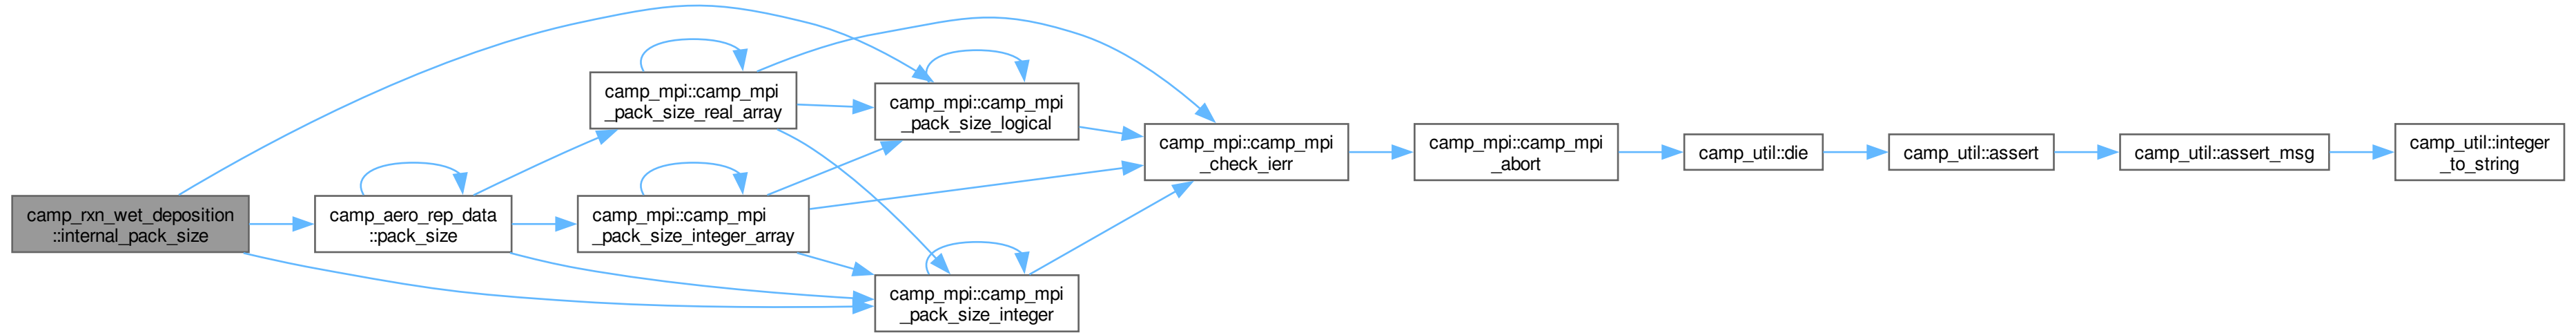 camp_rxn_wet_deposition
::internal_pack_size
camp_aero_rep_data
::pack_size
camp_mpi::camp_mpi
_pack_size_real_array
camp_mpi::camp_mpi
_pack_size_integer_array
camp_mpi::camp_mpi
_pack_size_logical
camp_mpi::camp_mpi
_pack_size_integer
camp_mpi::camp_mpi
_check_ierr
camp_mpi::camp_mpi
_abort
camp_util::die
camp_util::assert
camp_util::assert_msg
camp_util::integer
_to_string